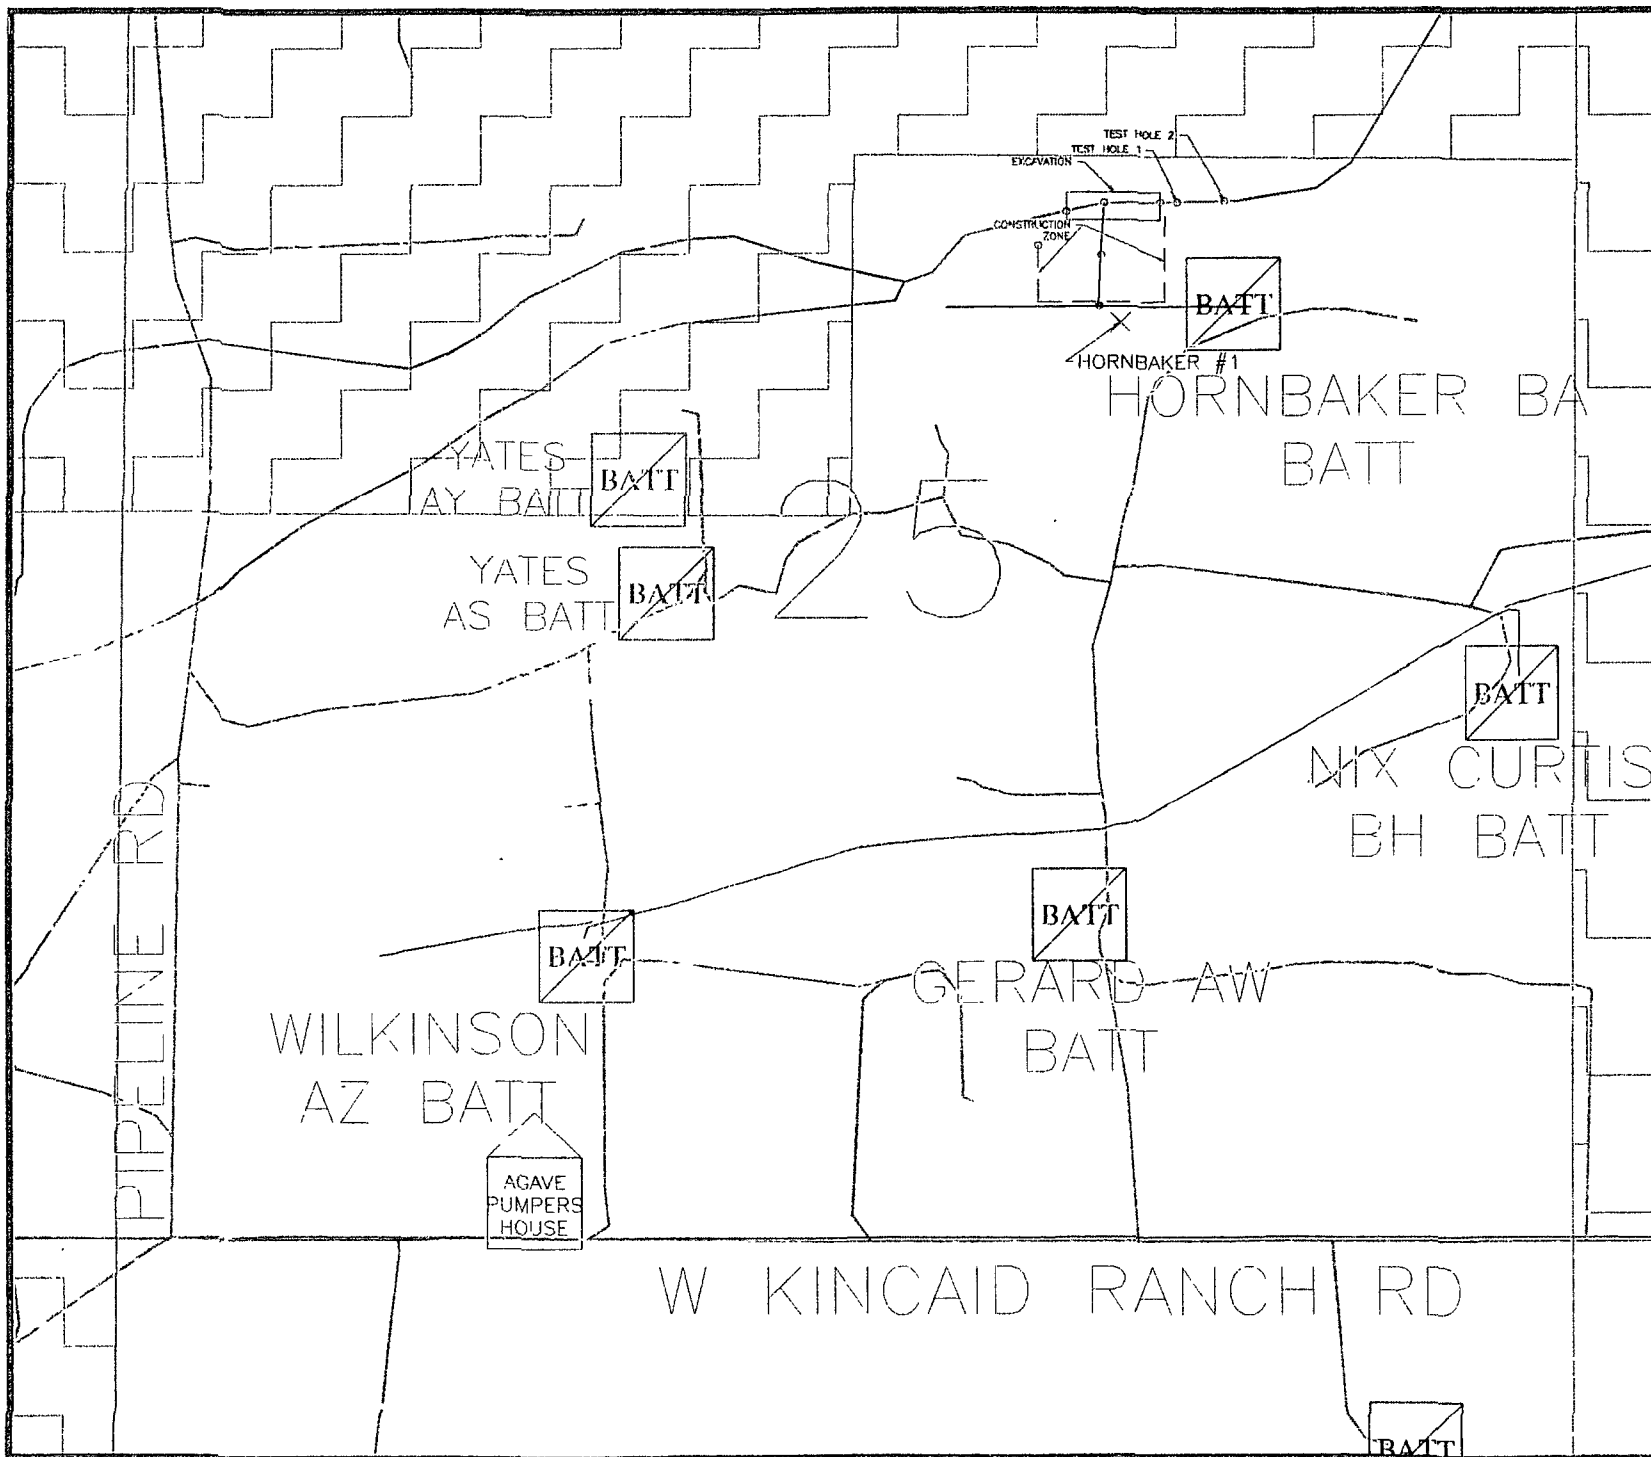 TEST HOLE 2
TEST HOLE 1
EXCAVATION
CONSTRUCTION
ZONE
BATT
HORNBAKER #1
HORNBAKER BA
BATT
YATES
AY BATT
BATT
25
YATES
AS BATT
BATT
BATT
NIX CURTIS
BH BATT
PIPELINE RD
BATT
GERARD AW
BATT
BATT
WILKINSON
AZ BATT
AGAVE
PUMPERS
HOUSE
W KINCAID RANCH RD
BATT